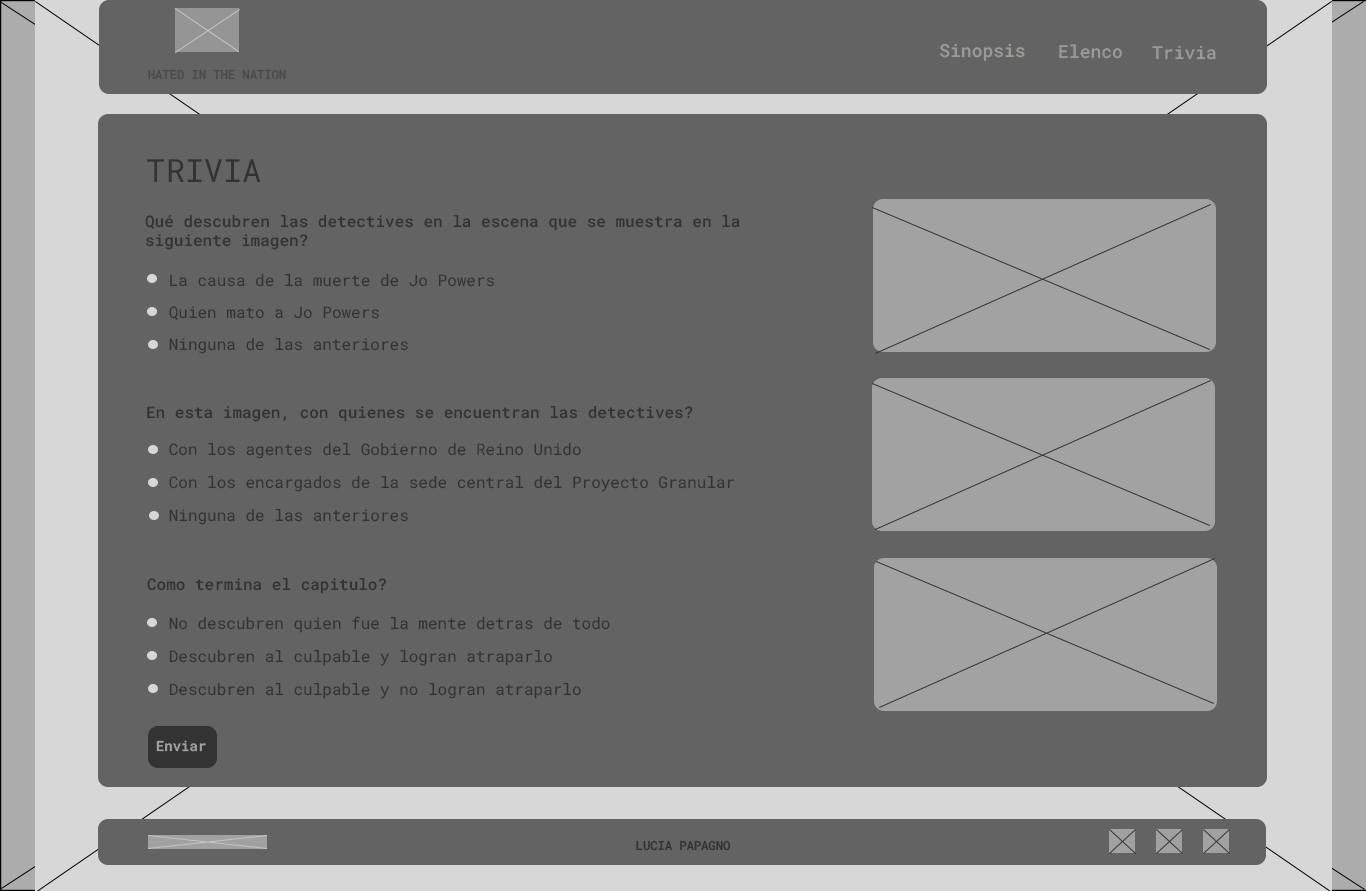 HATED IN THE NATION
Sinopsis Elenco Trivia
TRIVIA
Qué descubren las detectives en la escena que se muestra en la
siguiente imagen?
La causa de la muerte de Jo Powers
Quien mato a Jo Powers
Ninguna de las anteriores
En esta imagen, con quienes se encuentran las detectives?
Con los agentes del Gobierno de Reino Unido
Con los encargados de la sede central del Proyecto Granular
Ninguna de las anteriores
Como termina el capitulo?
No descubren quien fue la mente detras de todo
Descubren al culpable y logran atraparlo
Descubren al culpable y no logran atraparlo
Enviar
LUCIA PAPAGNO